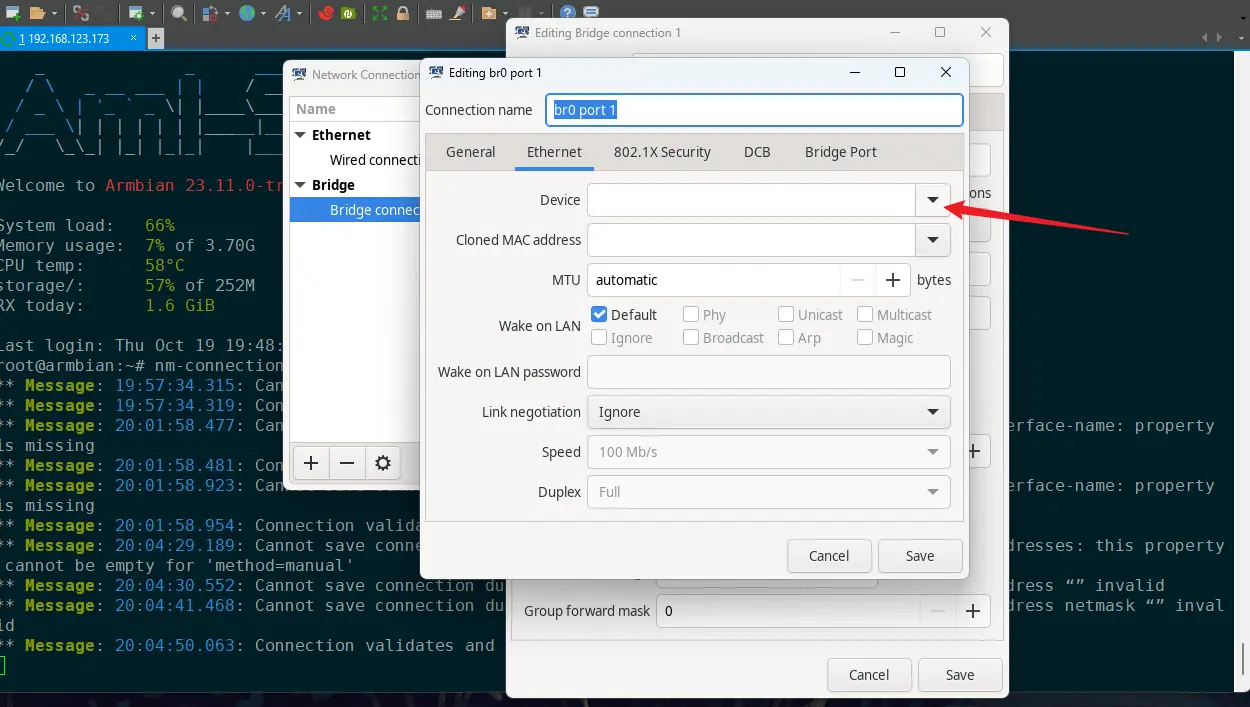 1 192.168.123.173
Editing Bridge connection 1
Network Connection
Editing br0 port 1
Connection name
br0 port 1
Name
Ethernet
Wired connecti
Bridge
Bridge connec
General
Ethernet
802.1X Security
DCB
Bridge Port
Device
ons
Cloned MAC address
MTU
automatic
bytes
Wake on LAN
Default
Phy
Unicast
Multicast
Ignore
Broadcast
Arp
Magic
Wake on LAN password
Link negotiation
Ignore
Speed
100 Mb/s
Duplex
Full
Cancel
Save
Group forward mask
0
Cancel
Save
Welcome to Armbian 23.11.0-tr
System load: 66%
Memory usage: 7% of 3.70G
CPU temp: 58°C
storage/: 57% of 252M
RX today: 1.6 GiB
Last login: Thu Oct 19 19:48:
root@armbian:~# nm-connection
** Message: 19:57:34.315: Can
** Message: 19:57:34.319: Con
** Message: 20:01:58.477: Can erface-name: property
is missing
** Message: 20:01:58.481: Con
** Message: 20:01:58.923: Can erface-name: property
is missing
** Message: 20:01:58.954: Connection valida
** Message: 20:04:29.189: Cannot save conne dresses: this property
cannot be empty for 'method=manual'
** Message: 20:04:30.552: Cannot save connection du dress “” invalid
** Message: 20:04:41.468: Cannot save connection du dress netmask “” inval
id
** Message: 20:04:50.063: Connection validates and